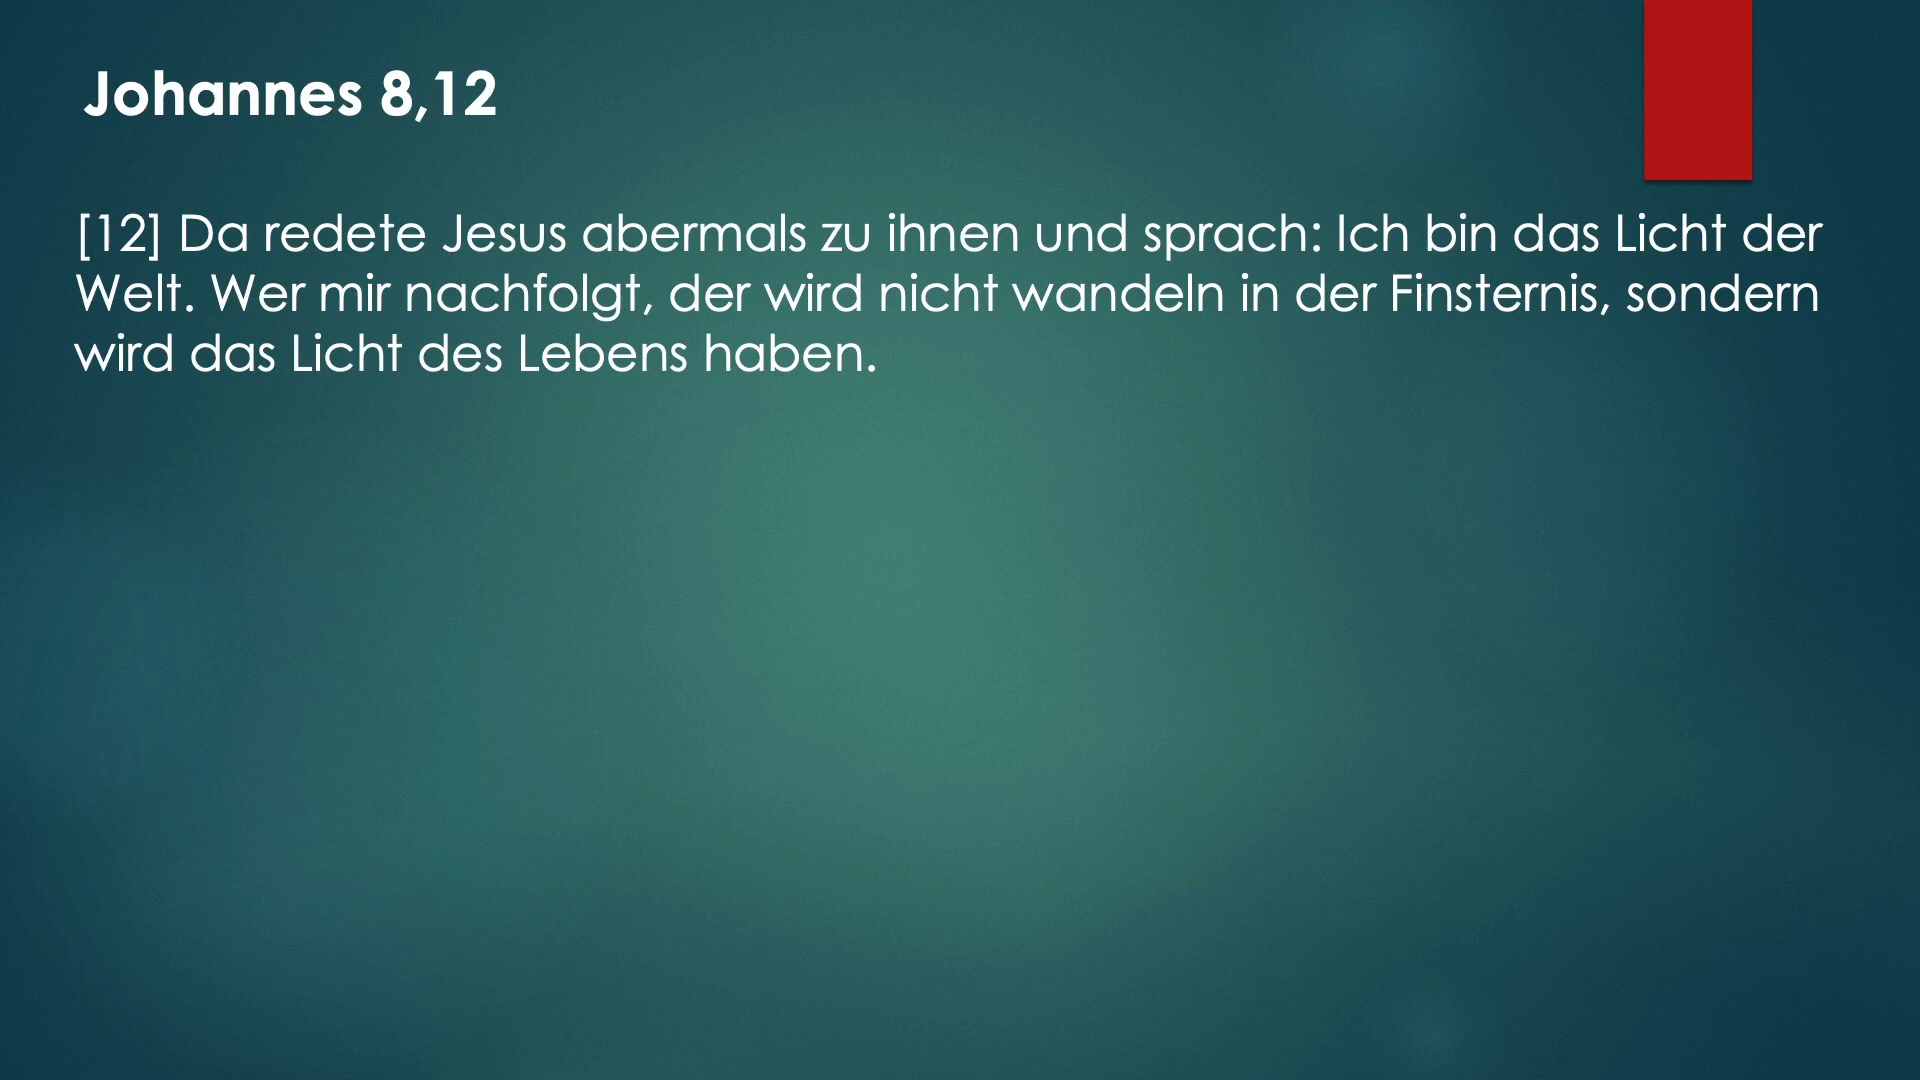 Johannes 8,12
[12] Da redete Jesus abermals zu ihnen und sprach: Ich bin das Licht der
Welt. Wer mir nachfolgt, der wird nicht wandeln in der Finsternis, sondern
wird das Licht des Lebens haben.